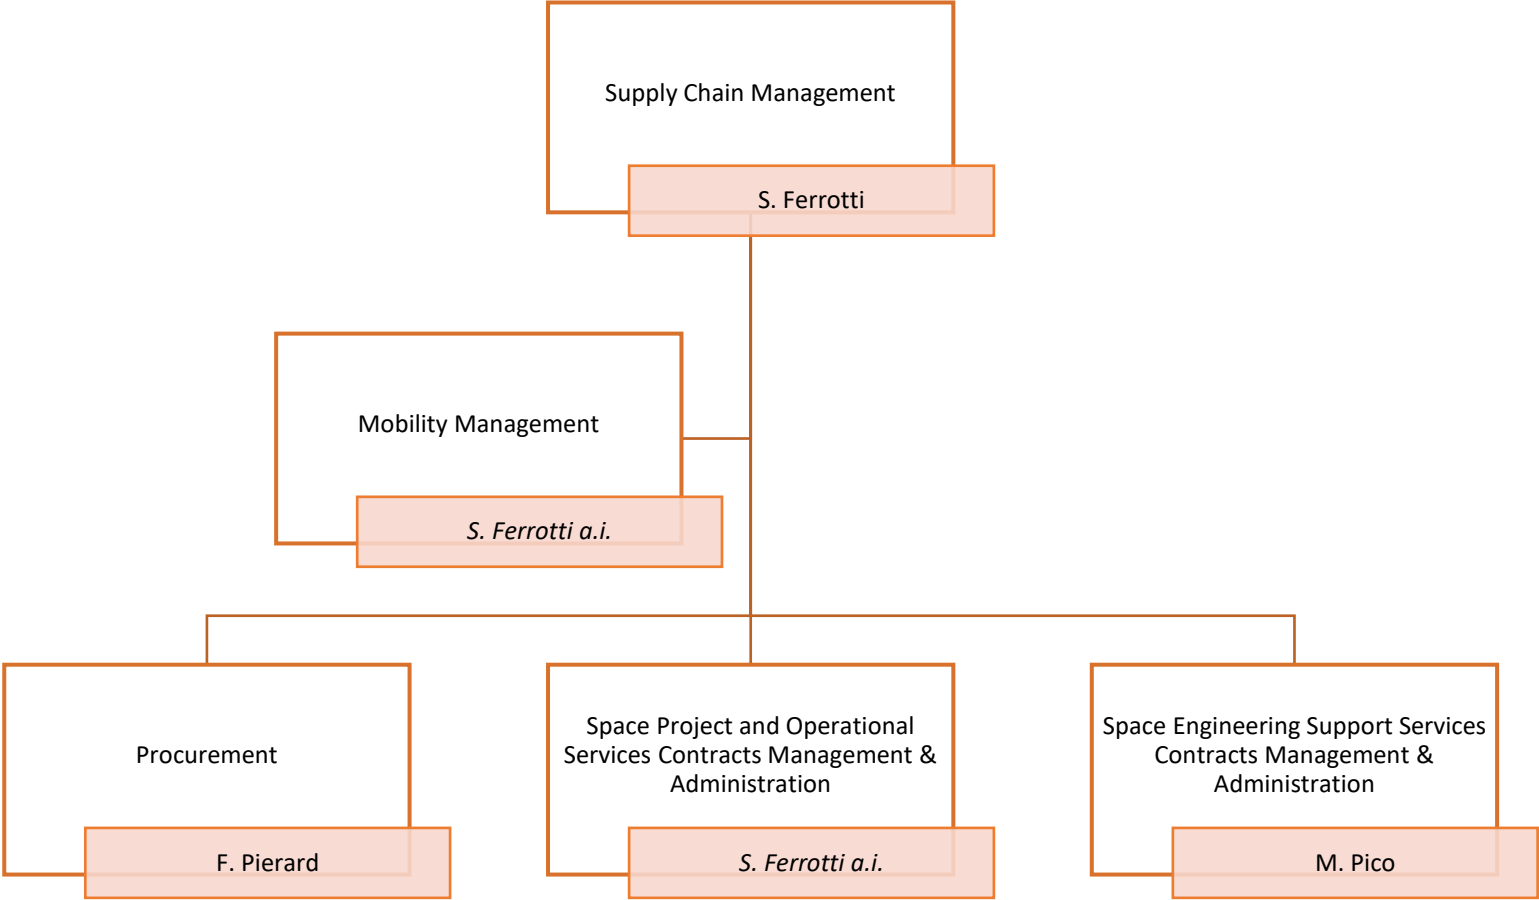 Supply Chain Management
S. Ferrotti
Mobility Management
S. Ferrotti a.i.
Procurement
F. Pierard
Space Project and Operational
Services Contracts Management &
Administration
S. Ferrotti a.i.
Space Engineering Support Services
Contracts Management &
Administration
M. Pico